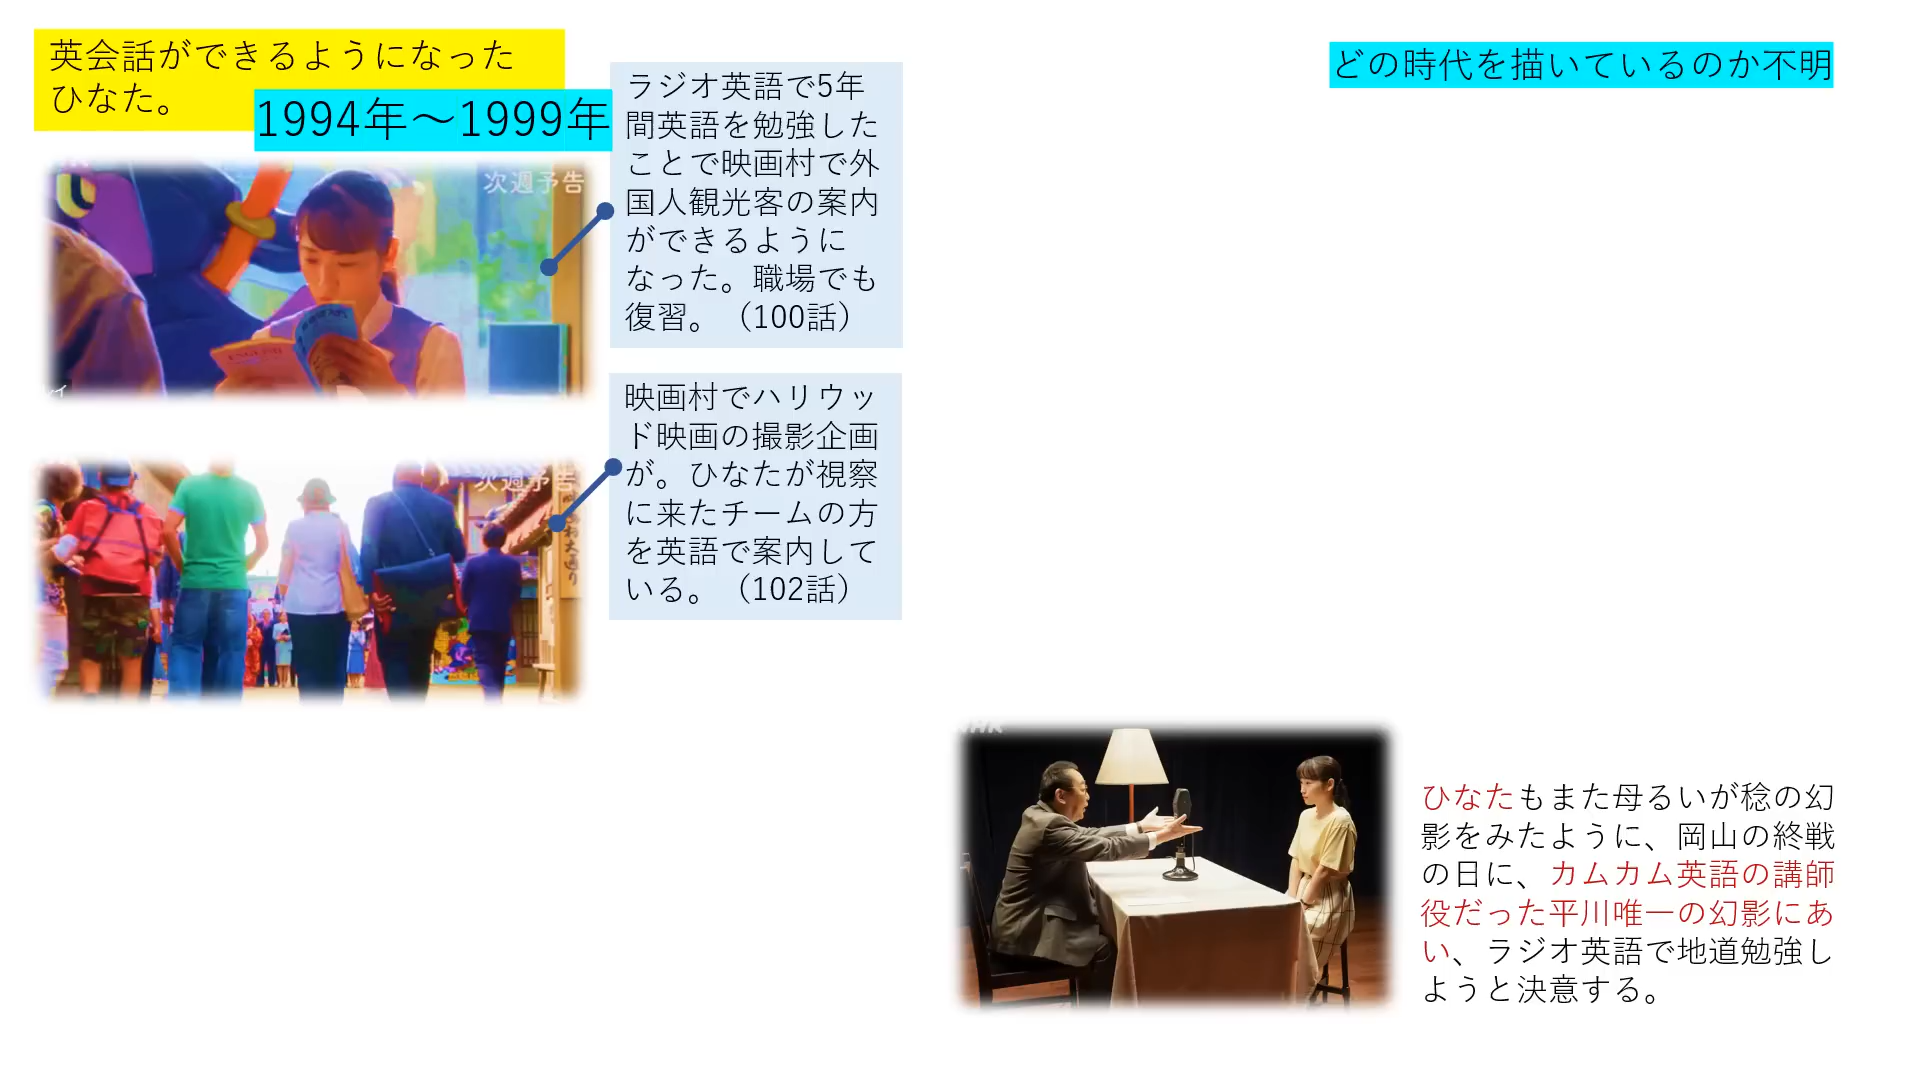 英会話ができるようになった
ひなた。
1994年～1999年
ラジオ英語で5年
間英語を勉強した
ことで映画村で外
国人観光客の案内
ができるように
なった。職場でも
復習。（100話）
次週予告
ENGLISH
映画村でハリウッ
ド映画の撮影企画
が。ひなたが視察
に来たチームの方
を英語で案内して
いる。（102話）
次週予告
大通り
どの時代を描いているのか不明
NHK
ひなたもまた母るいが稔の幻
影をみたように、岡山の終戦
の日に、カムカム英語の講師
役だった平川唯一の幻影にあ
い、ラジオ英語で地道勉強し
ようと決意する。